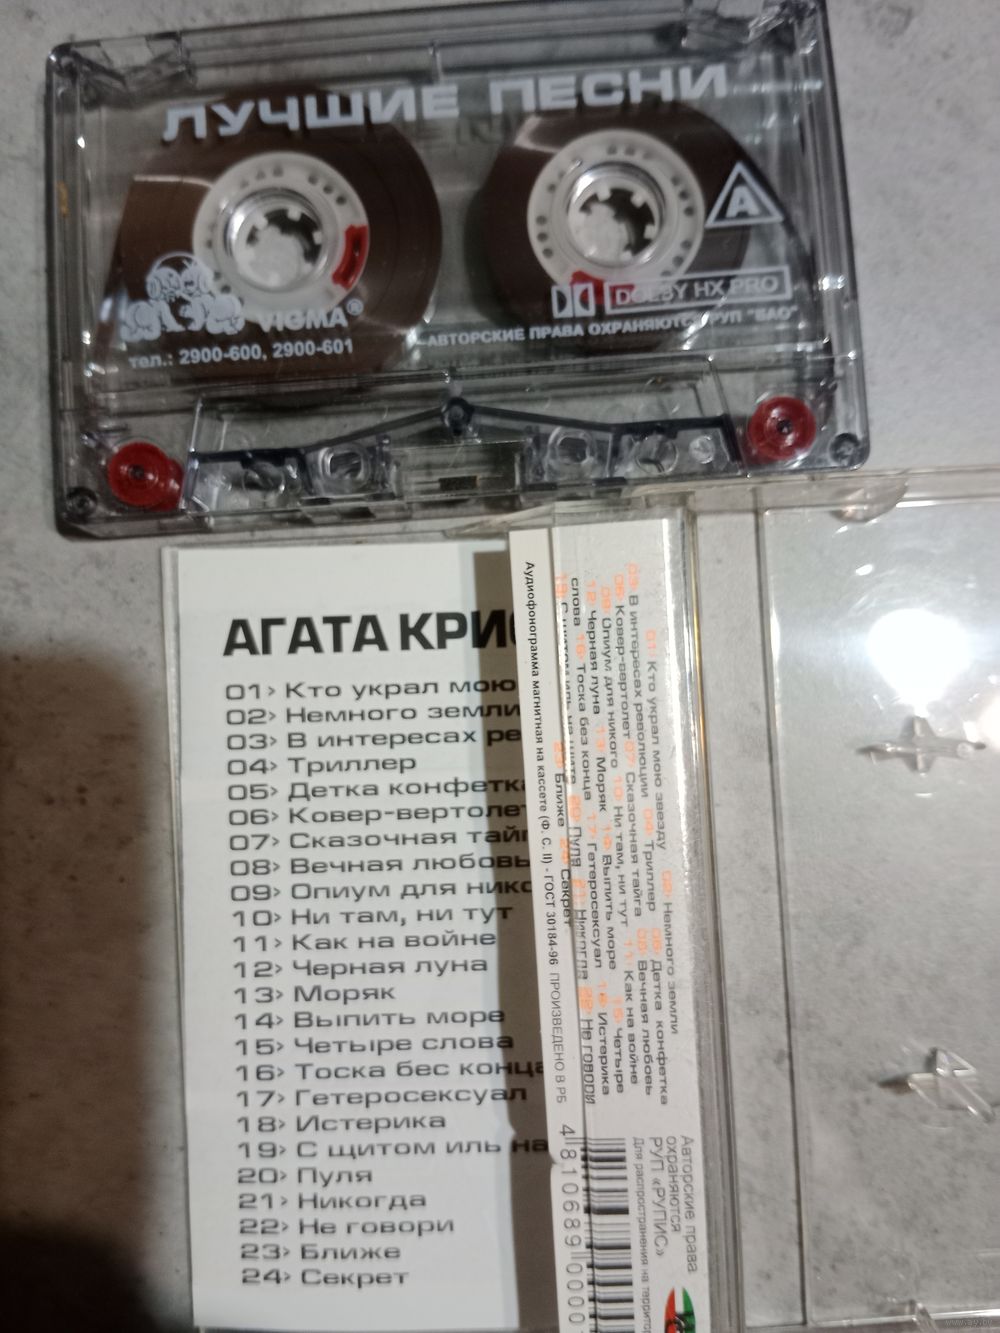 ЛУЧШИЕ ПЕСНИ
A
VIGMA®
DOLBY HX PRO
АВТОРСКИЕ ПРАВА ОХРАНЯЮТСЯ РУП "БАО"
тел.: 2900-600, 2900-601
АГАТА КРИС
01> Кто украл мою
02> Немного земли
03> В интересах ре
04> Триллер
05> Детка конфетка
06> Ковер-вертолет
07> Сказочная тайг
08> Вечная любовь
09> Опиум для нико
10> Ни там, ни тут
11> Как на войне
12> Черная луна
13> Моряк
14> Выпить море
15> Четыре слова
16> Тоска бес конца
17> Гетеросексуал
18> Истерика
19> С щитом иль на
20> Пуля
21> Никогда
22> Не говори
23> Ближе
24> Секрет
01> Кто украл мою звезду 02> Немного земли
03> В интересах революции 04> Триллер 05> Детка конфетка
06> Ковер-вертолет 07> Сказочная тайга 08> Вечная любовь
09> Опиум для никого 10> Ни там, ни тут 11> Как на войне
12> Черная луна 13> Моряк 14> Выпить море 15> Четыре
слова 16> Тоска без конца 17> Гетеросексуал 18> Истерика
19> С щитом иль на щите 20> Пуля 21> Никогда 22> Не говори
23> Ближе 24> Секрет
Аудиофонограмма магнитная на кассете (Ф. С. II) - ГОСТ 30184-96 ПРОИЗВЕДЕНО В РБ
Авторские права
охраняются
РУП «РУПИС»
Для распространения на территор
4 810689 0000